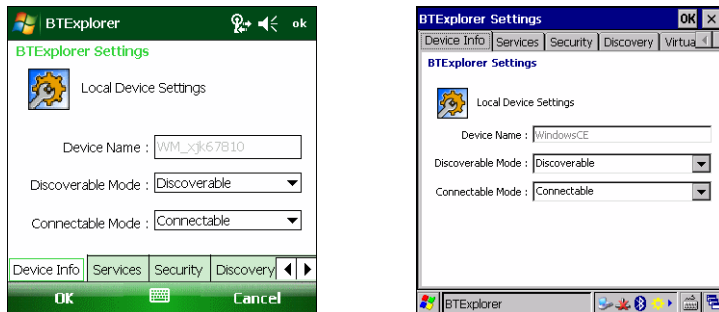 BTExplorer ok
BTExplorer Settings
Local Device Settings
Device Name : WM_xjk67810
Discoverable Mode : Discoverable
Connectable Mode : Connectable
Device Info Services Security Discovery
OK Cancel
BTExplorer Settings OK
Device Info Services Security Discovery Virtua
BTExplorer Settings
Local Device Settings
Device Name : WindowsCE
Discoverable Mode : Discoverable
Connectable Mode : Connectable
BTExplorer